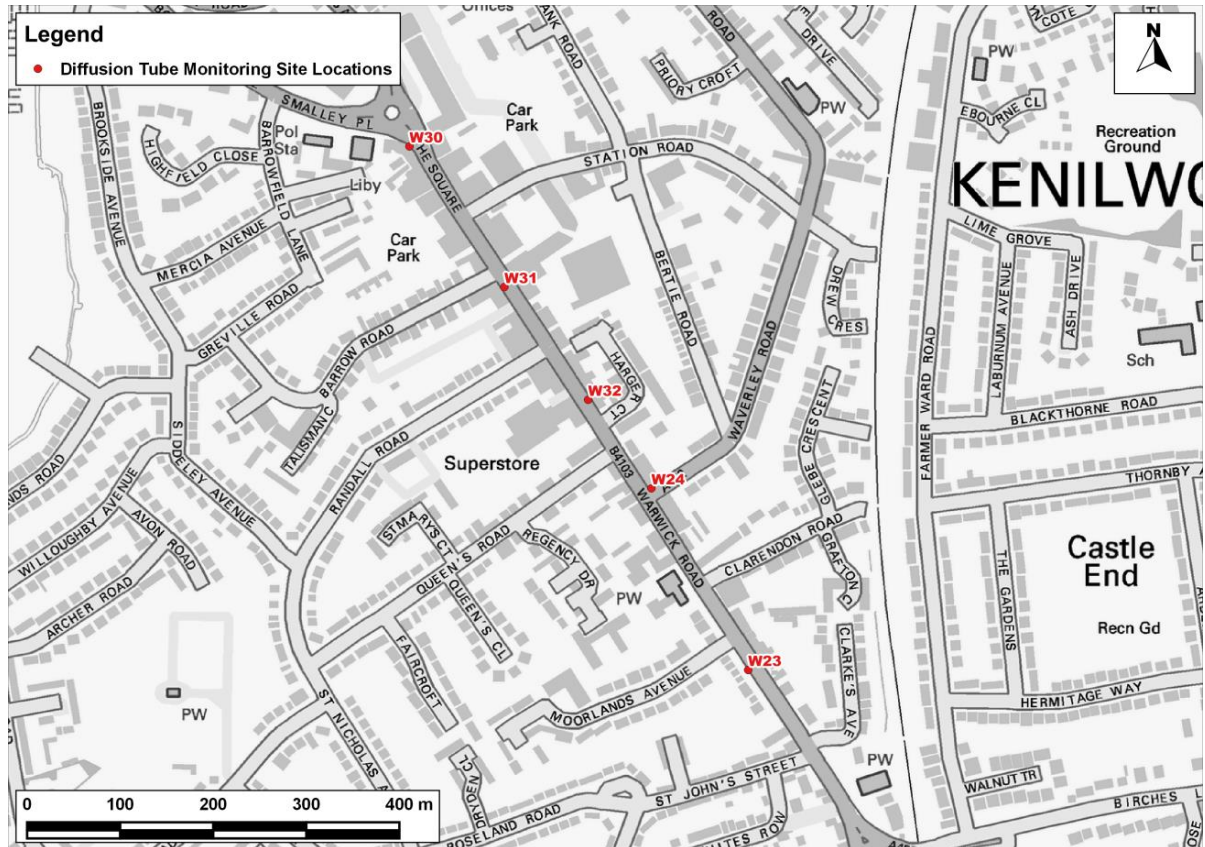 Legend
Diffusion Tube Monitoring Site Locations
N
Offices
ROAD
DRIVE
PW
PRIORY CROFT
PW
SMALLEY PL
Car
Park
Pol
Sta
Liby
W30
THE SQUARE
STATION ROAD
Recreation
Ground
KENILWO
BROOKSIDE AVENUE
HIGHFIELD CLOSE
BARROWFIELD LANE
MERCIA AVENUE
Car
Park
LIME GROVE
LABURNUM AVENUE
ASH DRIVE
Sch
GREVILLE ROAD
W31
BERTIE ROAD
DREW CRES
BARROW ROAD
TALISMAN C
WAVERLEY ROAD
FARMER WARD ROAD
BLACKTHORNE ROAD
W32
HARGER CT
SIDDELEY AVENUE
RANDALL ROAD
Superstore
B4103
WARWICK ROAD
W24
GLEBE CRESCENT
THORNBY A
WILLOUGHBY AVENUE
AVON ROAD
ARCHER ROAD
ST MARYS CT
QUEEN'S ROAD
REGENCY DR
CLARENDON ROAD
GRAFTON C
THE GARDENS
Castle
End
Recn Gd
PW
QUEEN'S CL
FAIRCROFT
MOORLANDS AVENUE
W23
CLARKE'S AVE
HERMITAGE WAY
PW
ST NICHOLAS A
DRYDEN CL
ST JOHN'S STREET
PW
WALNUT TR
BIRCHES L
ROSELAND ROAD
0 100 200 300 400 m